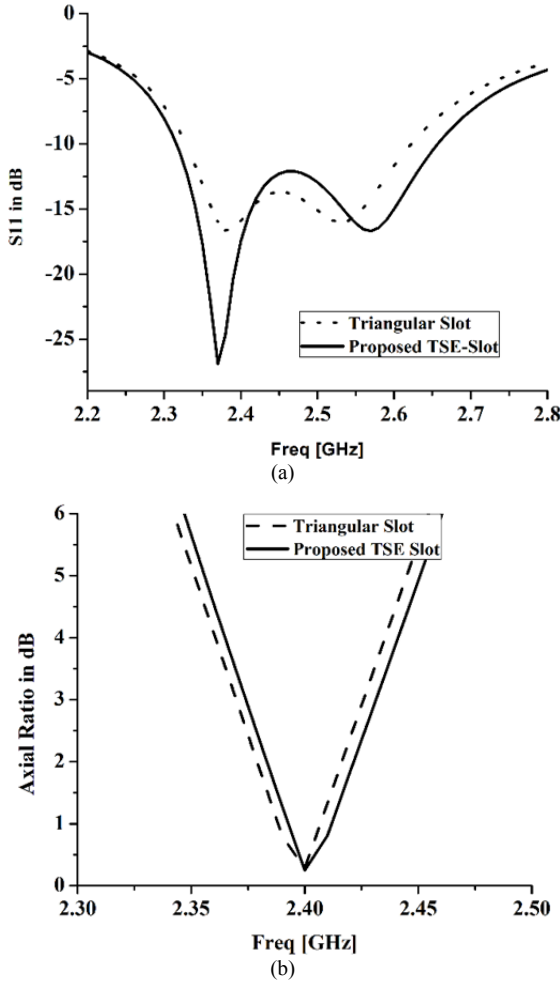 0
-5
-10
-15
-20
-25
S11 in dB
Triangular Slot
Proposed TSE-Slot
2.2 2.3 2.4 2.5 2.6 2.7 2.8
Freq [GHz]
(a)
6
5
4
3
2
1
0
Axial Ratio in dB
Triangular Slot
Proposed TSE Slot
2.30 2.35 2.40 2.45 2.50
Freq [GHz]
(b)